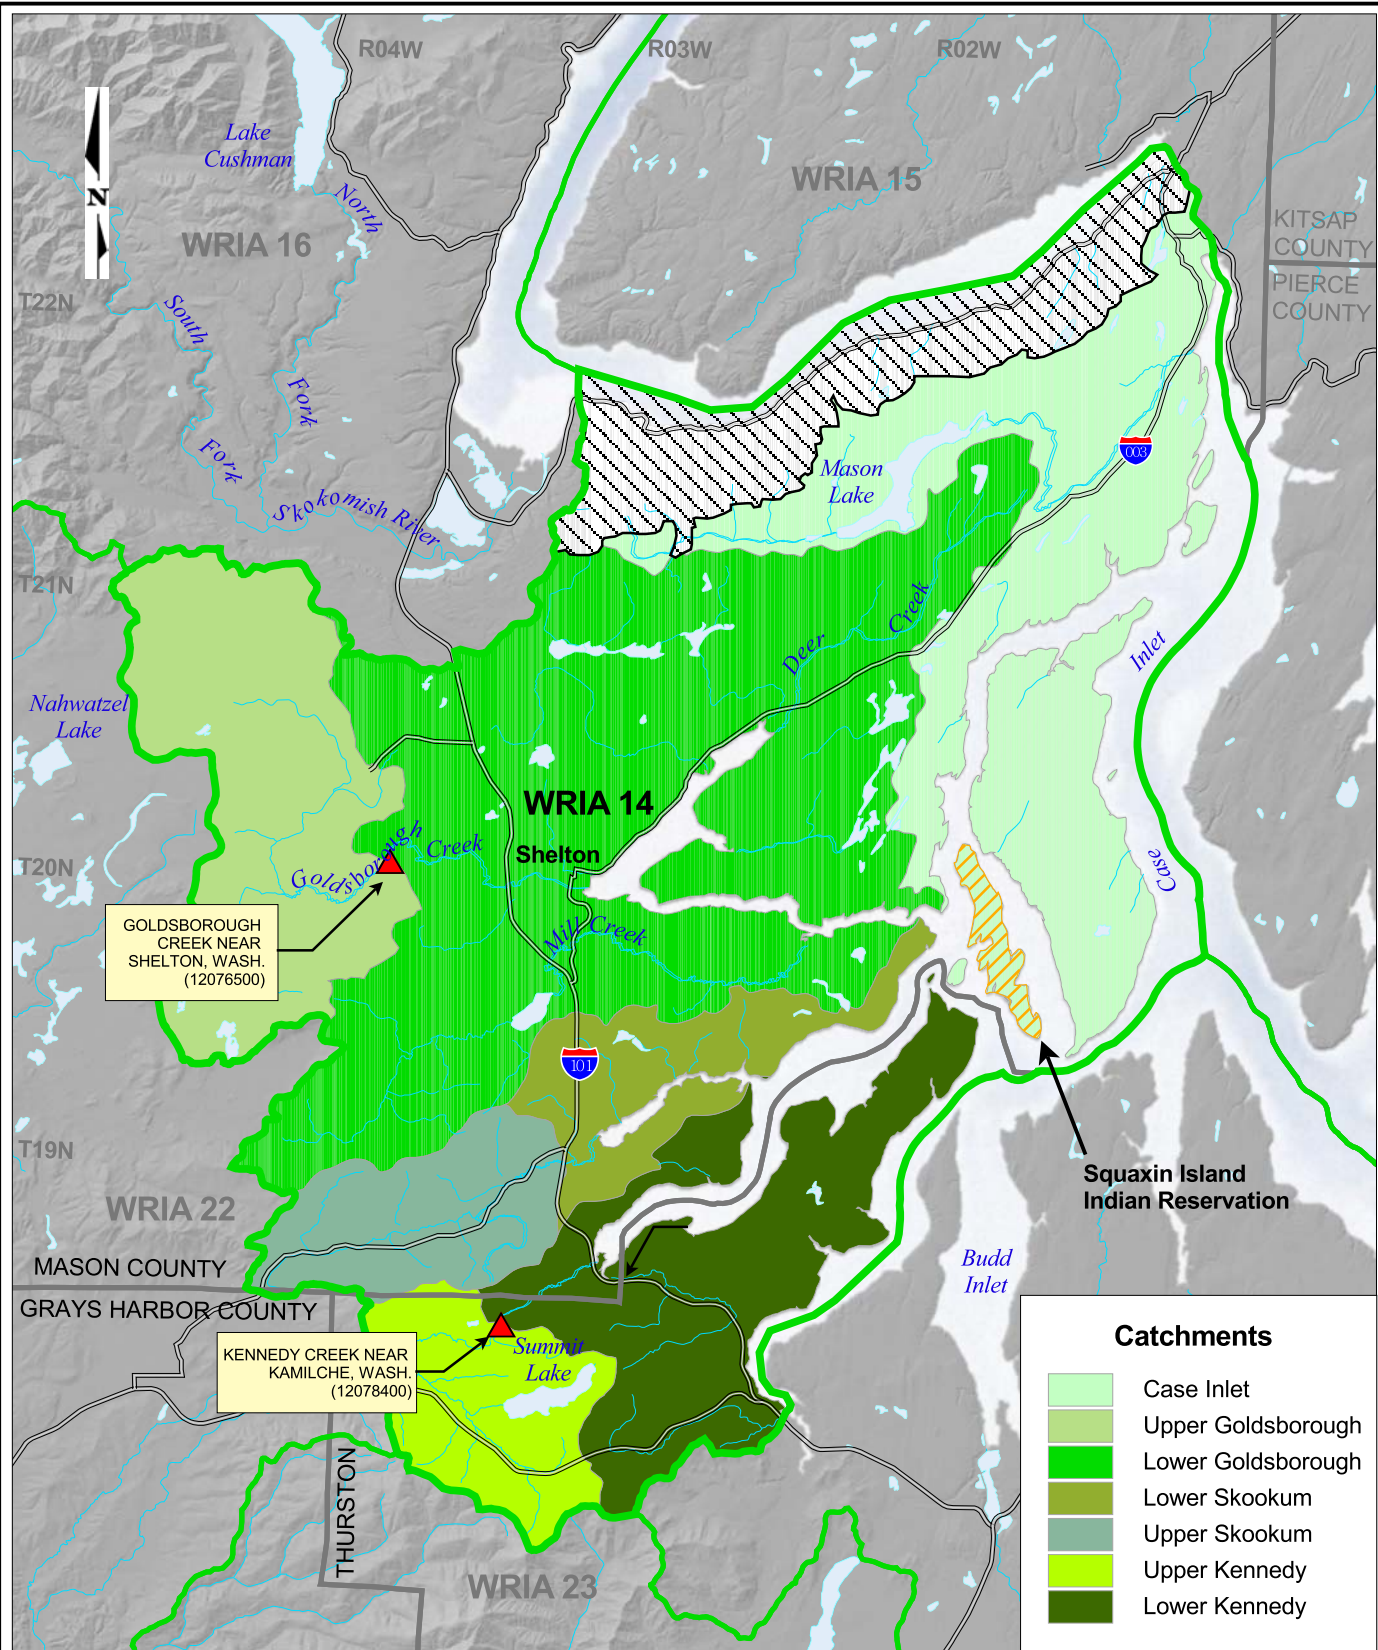 R04W
R03W
R02W
Lake
Cushman
North
WRIA 15
N
WRIA 16
KITSAP
COUNTY
PIERCE
COUNTY
T22N
South
Fork
Fork
003
Mason
Lake
Skokomish River
T21N
Creek
Deer
Inlet
Nahwatzel
Lake
WRIA 14
Goldsborough
Creek
Shelton
T20N
Case
GOLDSBOROUGH
CREEK NEAR
SHELTON, WASH.
(12076500)
Mill Creek
101
T19N
Squaxin Island
Indian Reservation
WRIA 22
MASON COUNTY
Budd
Inlet
GRAYS HARBOR COUNTY
KENNEDY CREEK NEAR
KAMILCHE, WASH.
(12078400)
Summit
Lake
THURSTON
WRIA 23
Catchments
Case Inlet
Upper Goldsborough
Lower Goldsborough
Lower Skookum
Upper Skookum
Upper Kennedy
Lower Kennedy